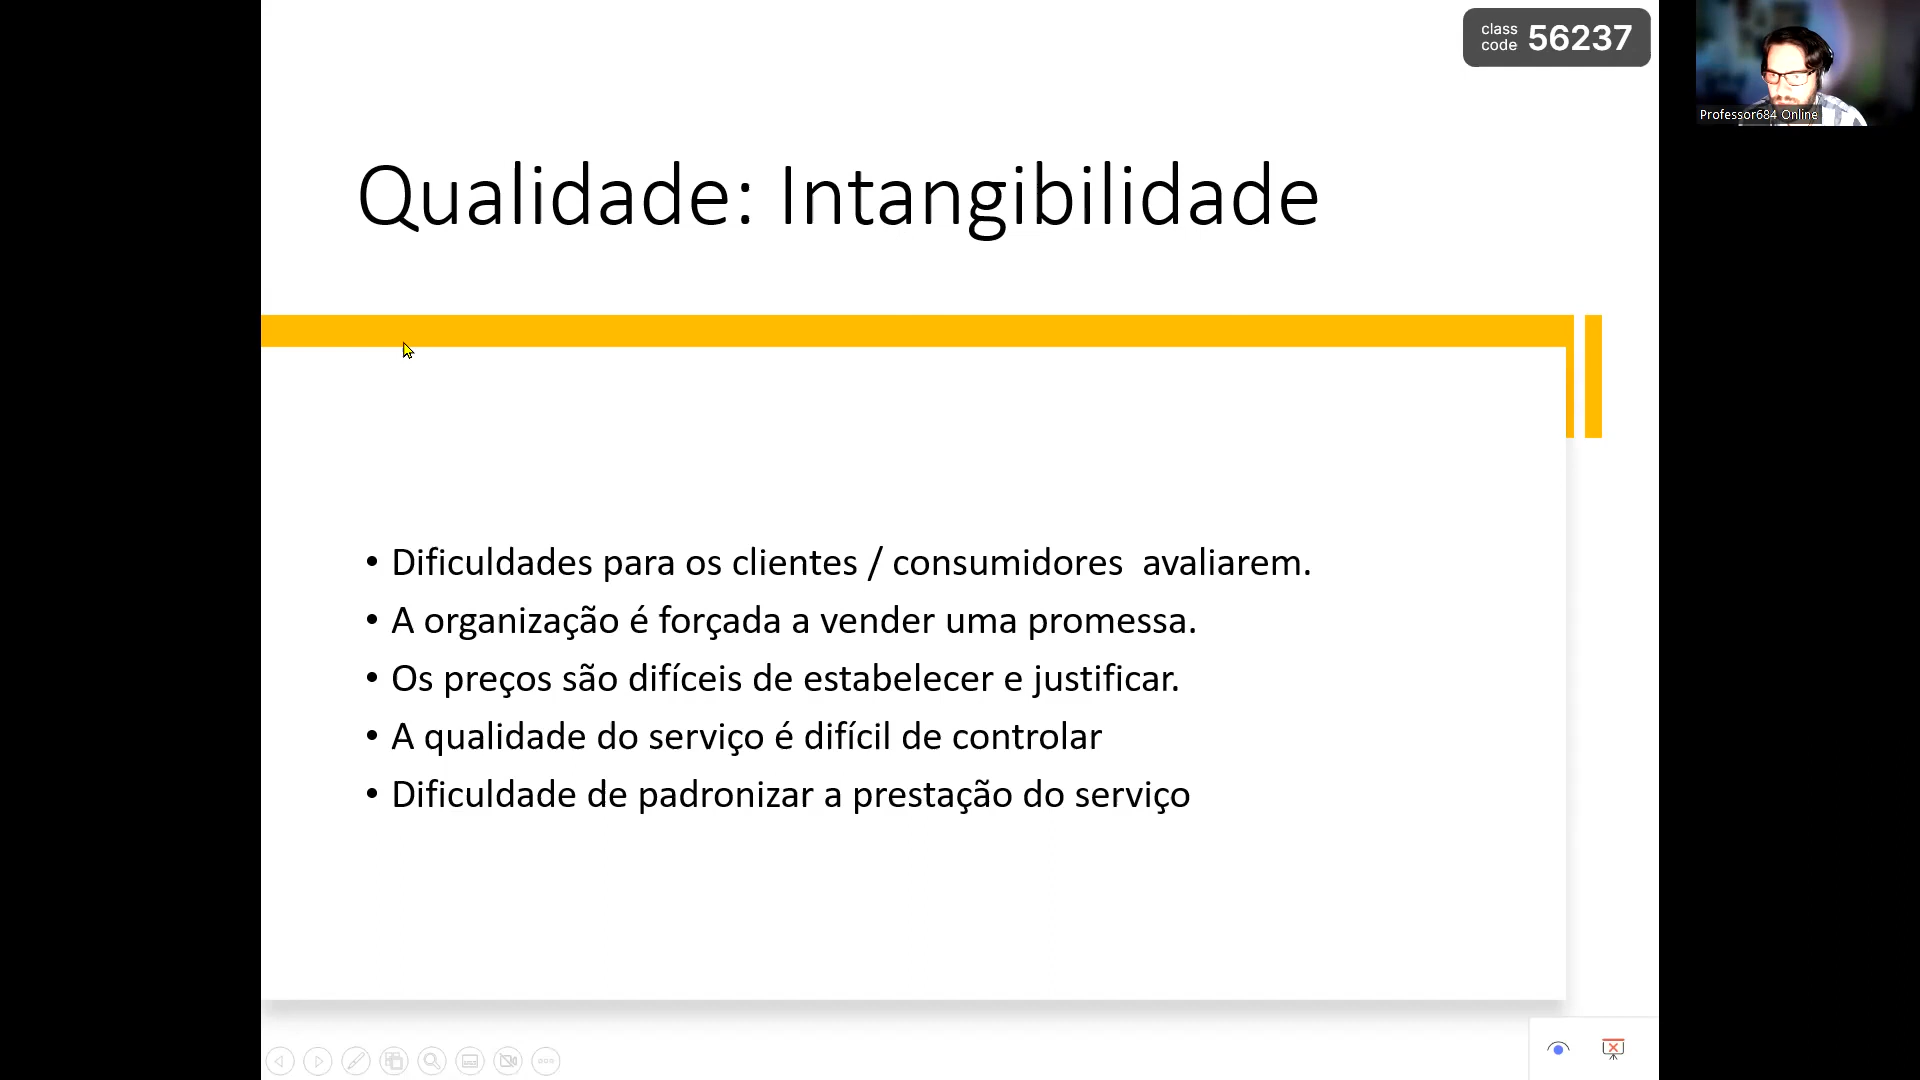 class
code 56237
Professor684 Online
Qualidade: Intangibilidade
• Dificuldades para os clientes / consumidores  avaliarem.
• A organização é forçada a vender uma promessa.
• Os preços são difíceis de estabelecer e justificar.
• A qualidade do serviço é difícil de controlar
• Dificuldade de padronizar a prestação do serviço